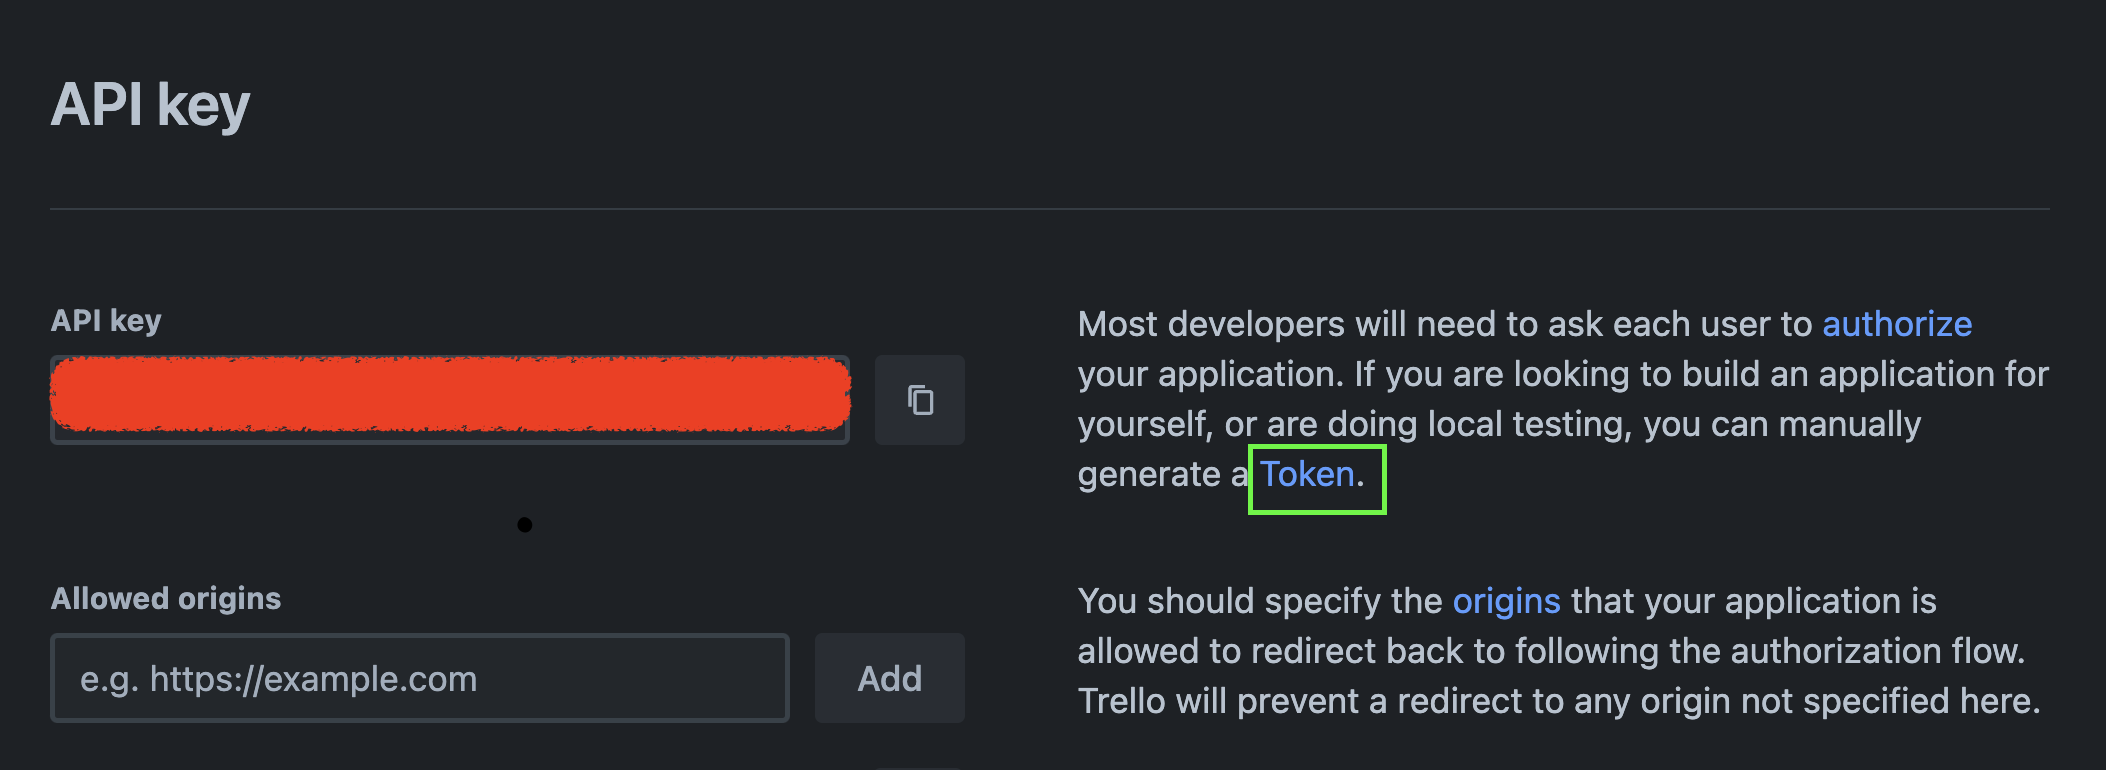 API key
API key
Most developers will need to ask each user to authorize
your application. If you are looking to build an application for
yourself, or are doing local testing, you can manually
generate a Token.
Allowed origins
e.g. https://example.com
Add
You should specify the origins that your application is
allowed to redirect back to following the authorization flow.
Trello will prevent a redirect to any origin not specified here.